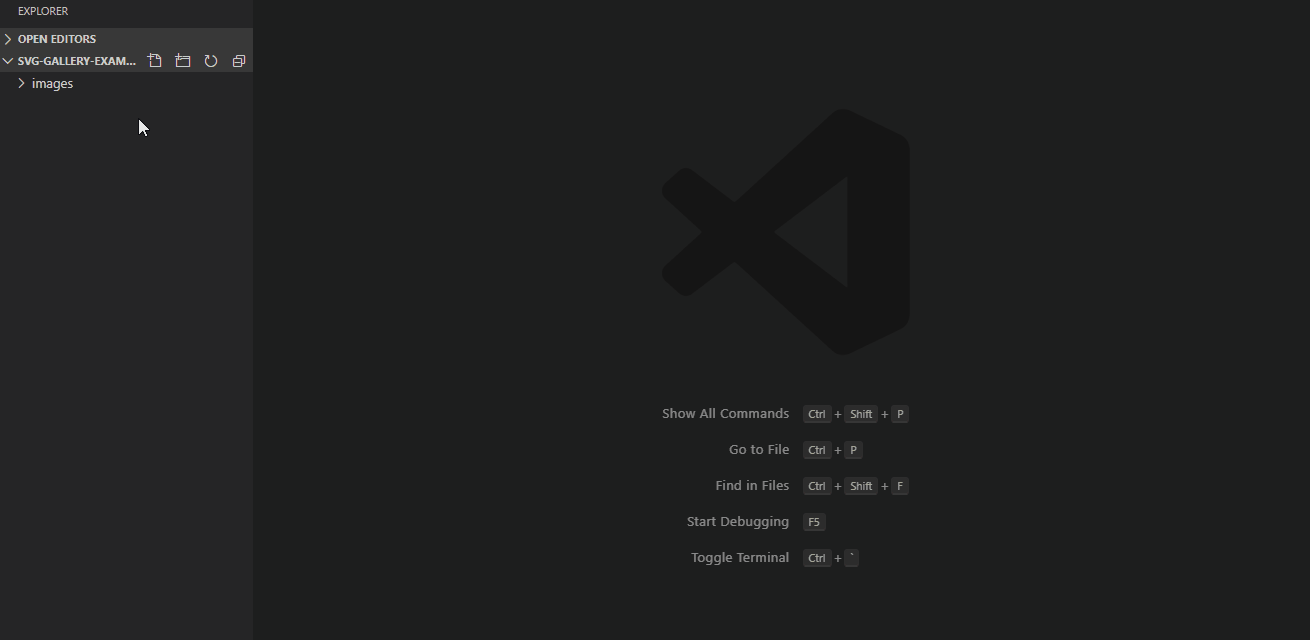 EXPLORER
OPEN EDITORS
SVG-GALLERY-EXAM...
images
Show All Commands Ctrl + Shift + P
Go to File Ctrl + P
Find in Files Ctrl + Shift + F
Start Debugging F5
Toggle Terminal Ctrl + `